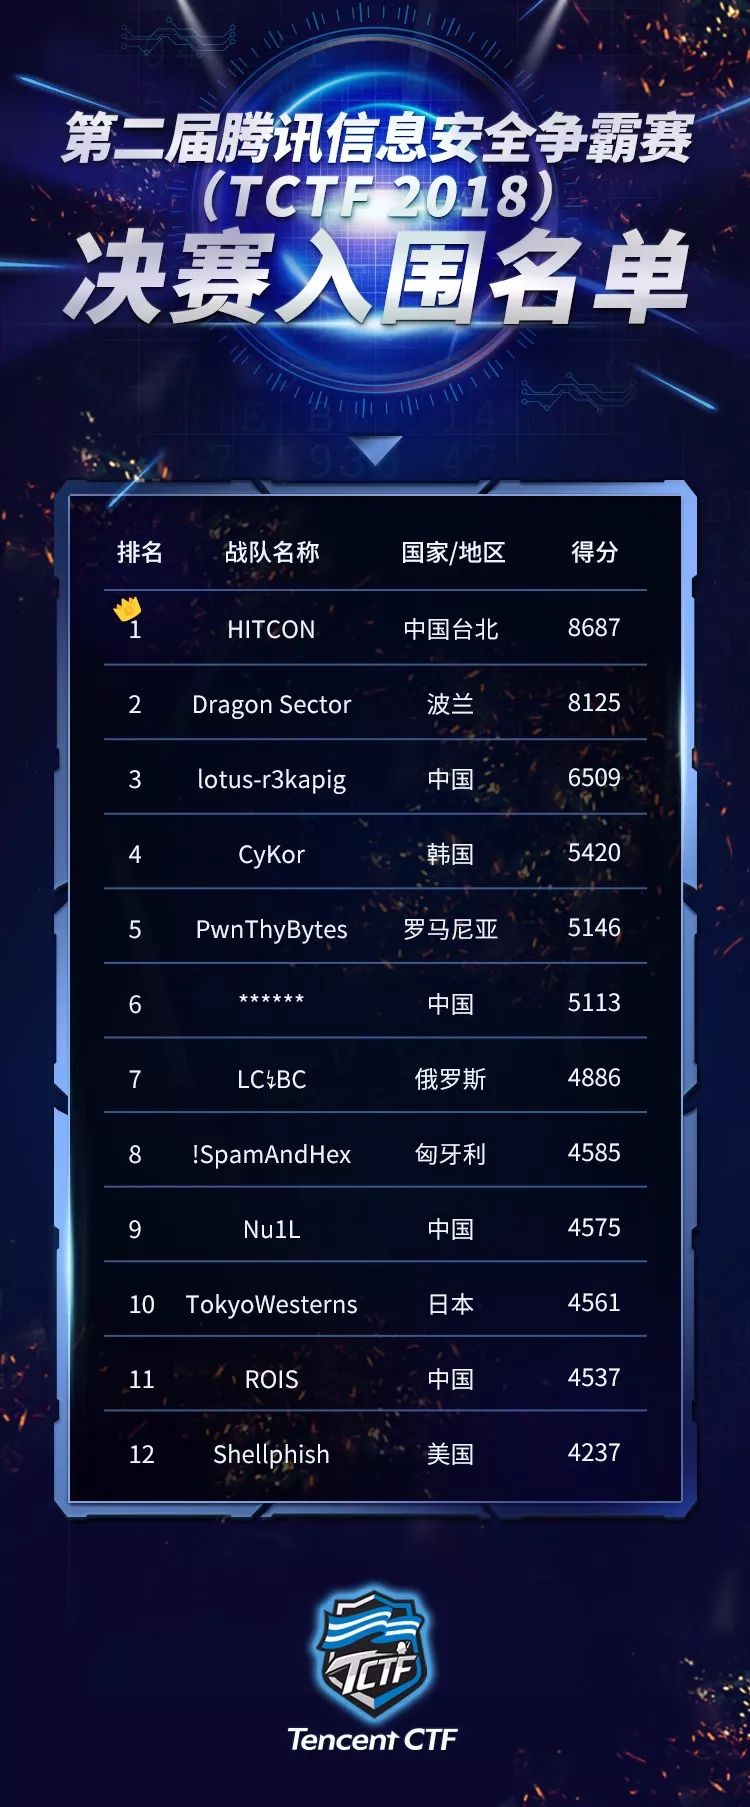 第二届腾讯信息安全争霸赛
（TCTF 2018）
决赛入围名单
排名 战队名称 国家/地区 得分
1 HITCON 中国台北 8687
2 Dragon Sector 波兰 8125
3 lotus-r3kapig 中国 6509
4 CyKor 韩国 5420
5 PwnThyBytes 罗马尼亚 5146
6 ****** 中国 5113
7 LC↯BC 俄罗斯 4886
8 !SpamAndHex 匈牙利 4585
9 Nu1L 中国 4575
10 TokyoWesterns 日本 4561
11 ROIS 中国 4537
12 Shellphish 美国 4237
TCTF
Tencent CTF